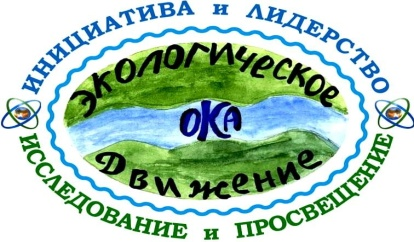 ИНИЦИАТИВА и ЛИДЕРСТВО
ЭКОЛОГИЧЕСКОЕ
ОКА
ДВИЖЕНИЕ
ИССЛЕДОВАНИЕ и ПРОСВЕЩЕНИЕ